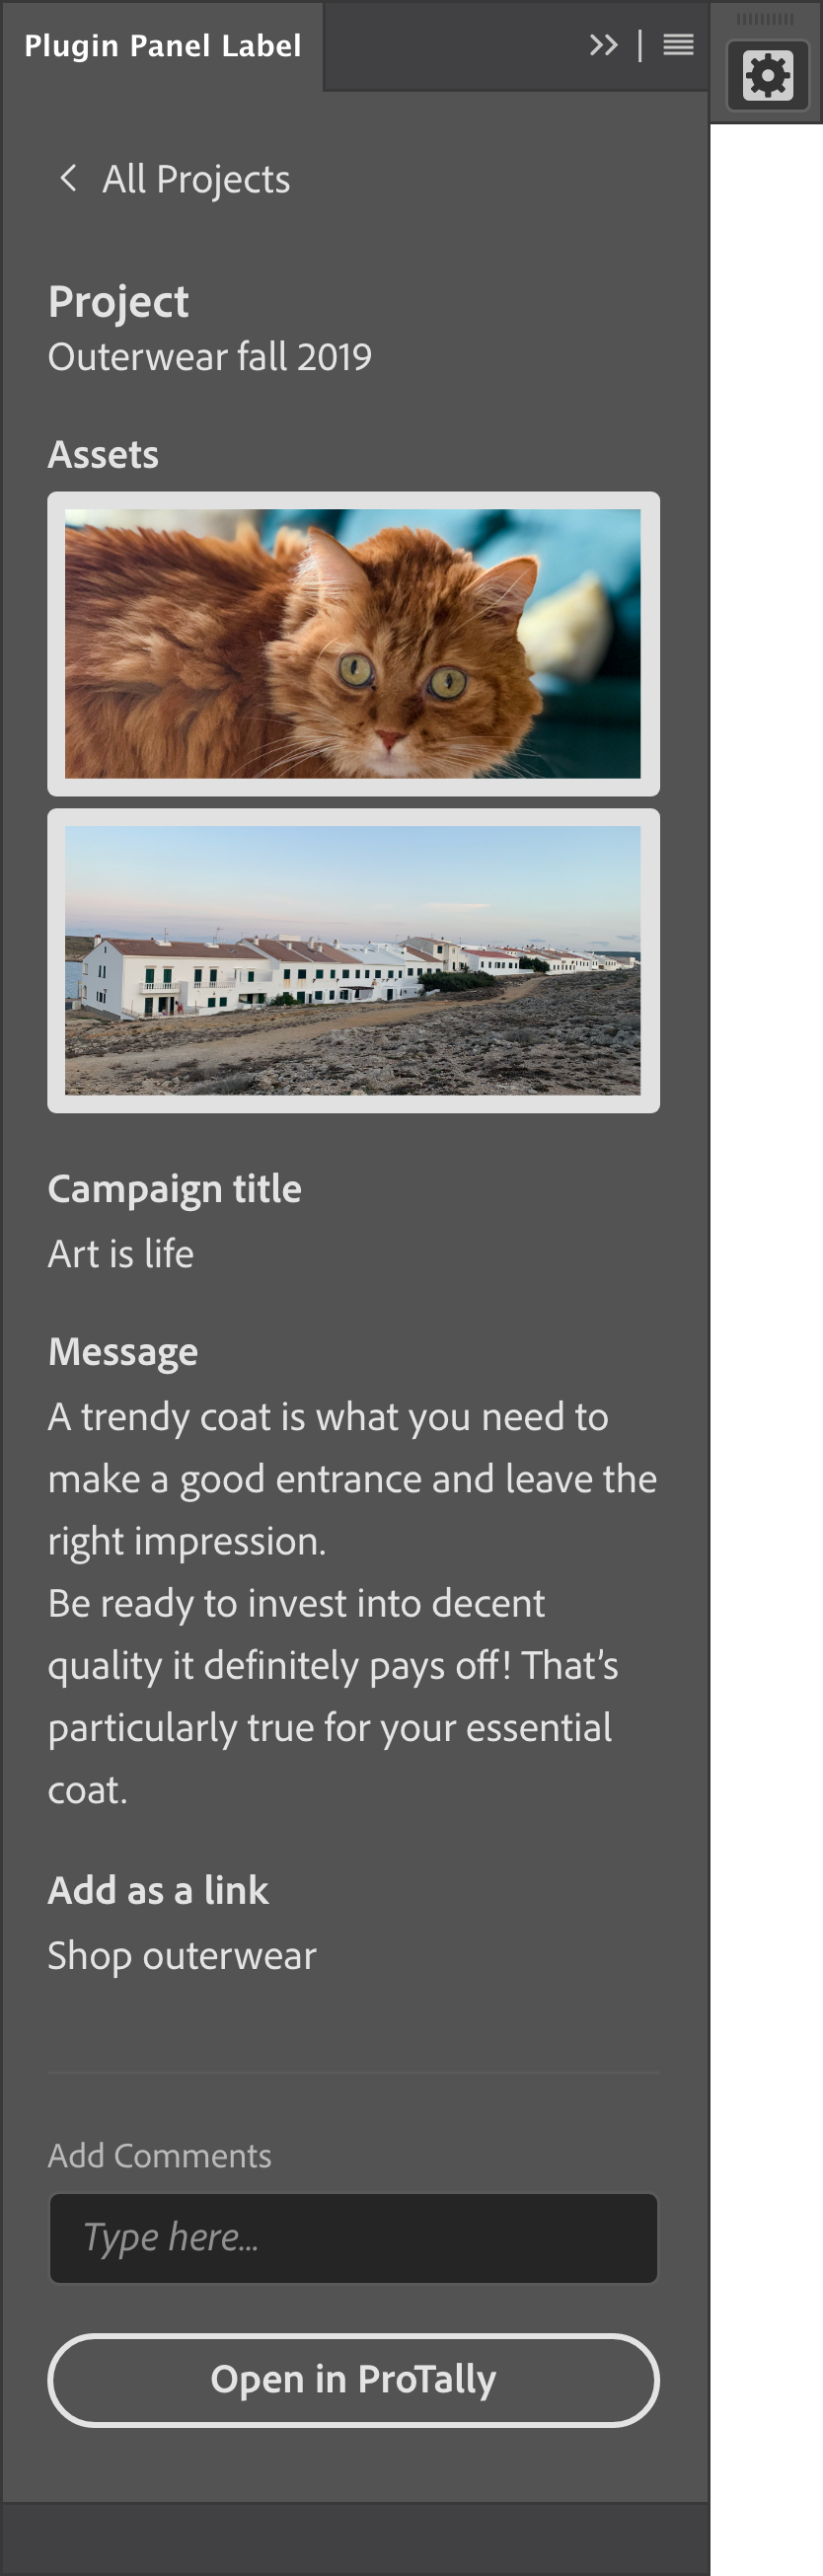 Plugin Panel Label
All Projects
Project
Outerwear fall 2019
Assets
Campaign title
Art is life
Message
A trendy coat is what you need to
make a good entrance and leave the
right impression.
Be ready to invest into decent
quality it definitely pays off! That’s
particularly true for your essential
coat.
Add as a link
Shop outerwear
Add Comments
Type here...
Open in ProTally